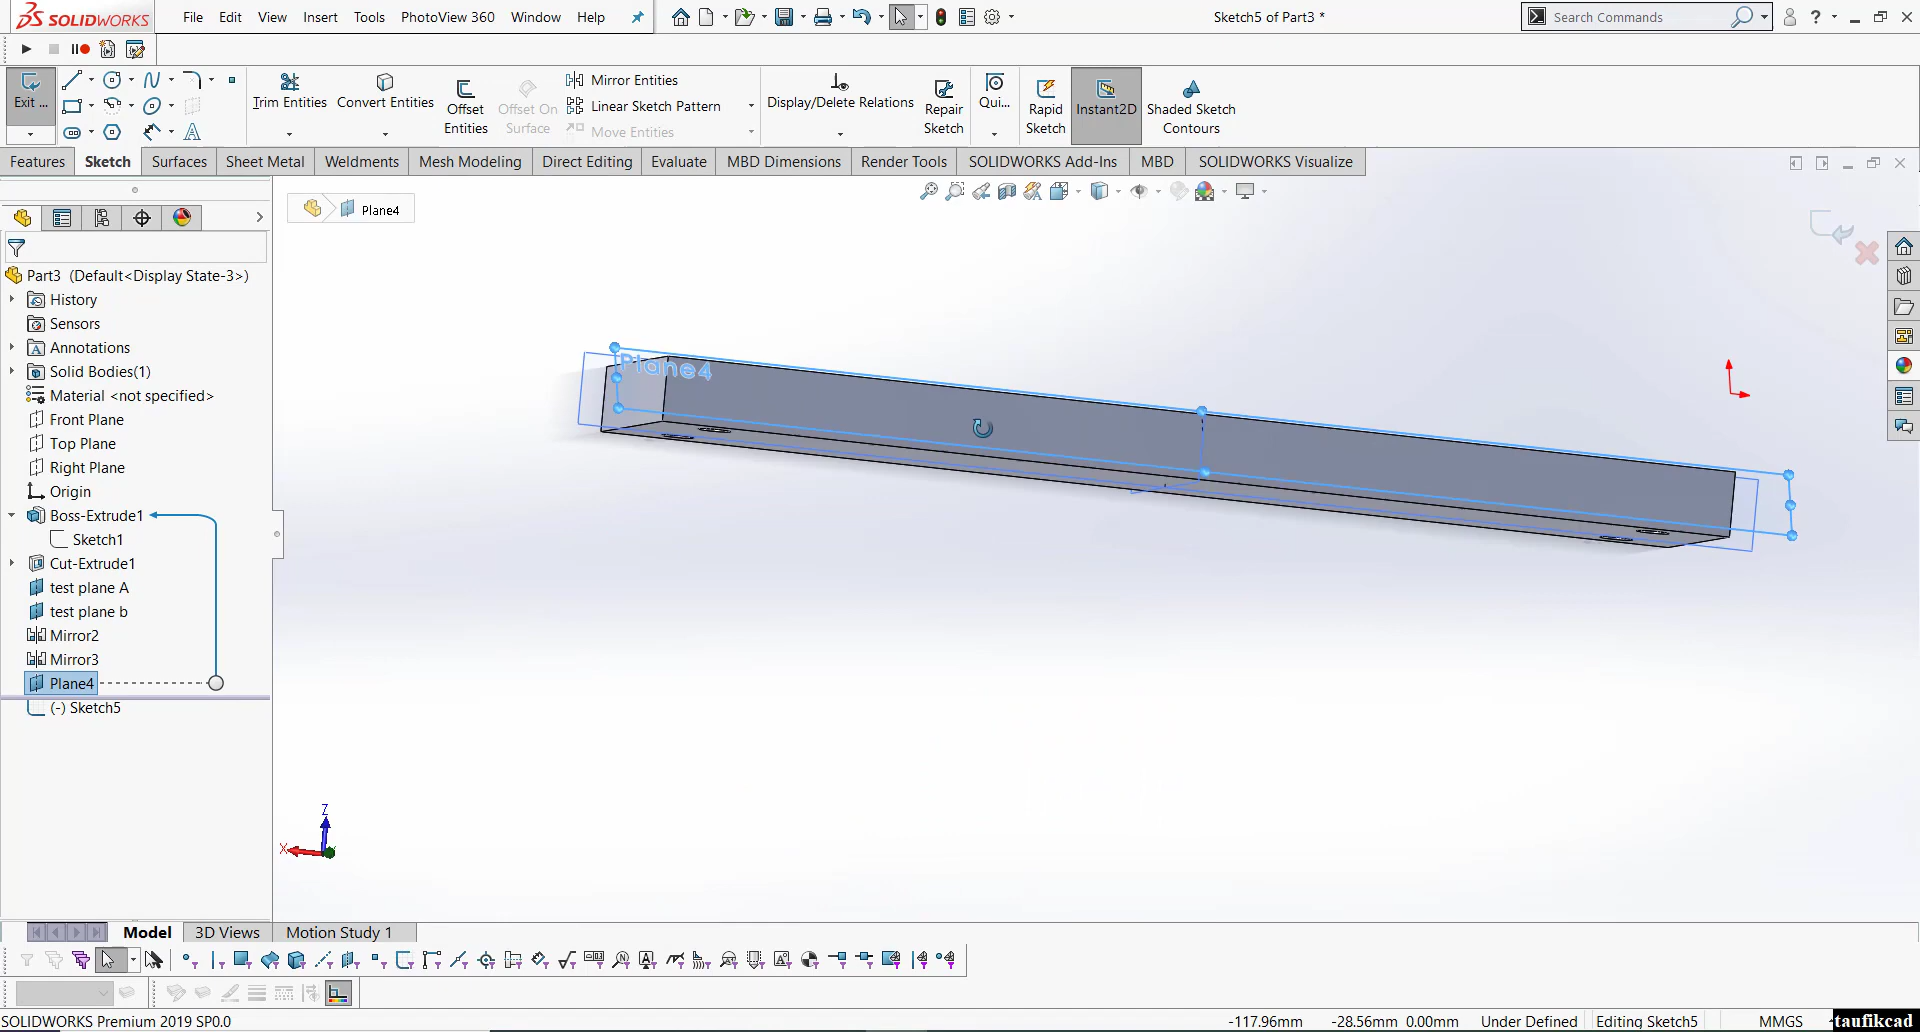 SOLIDWORKS
File Edit View Insert Tools PhotoView 360 Window Help
Sketch5 of Part3 *
Search Commands
Exit ...
Trim Entities
Convert Entities
Offset Entities
Offset On Surface
Mirror Entities
Linear Sketch Pattern
Move Entities
Display/Delete Relations
Repair Sketch
Qui...
Rapid Sketch
Instant2D
Shaded Sketch Contours
Features Sketch Surfaces Sheet Metal Weldments Mesh Modeling Direct Editing Evaluate MBD Dimensions Render Tools SOLIDWORKS Add-Ins MBD SOLIDWORKS Visualize
Plane4
Part3 (Default<Display State-3>)
History
Sensors
Annotations
Solid Bodies(1)
Material <not specified>
Front Plane
Top Plane
Right Plane
Origin
Boss-Extrude1
Sketch1
Cut-Extrude1
test plane A
test plane b
Mirror2
Mirror3
Plane4
(-) Sketch5
Plane4
Z
X
Model 3D Views Motion Study 1
SOLIDWORKS Premium 2019 SP0.0
-117.96mm -28.56mm 0.00mm Under Defined Editing Sketch5 MMGS
taufikcad